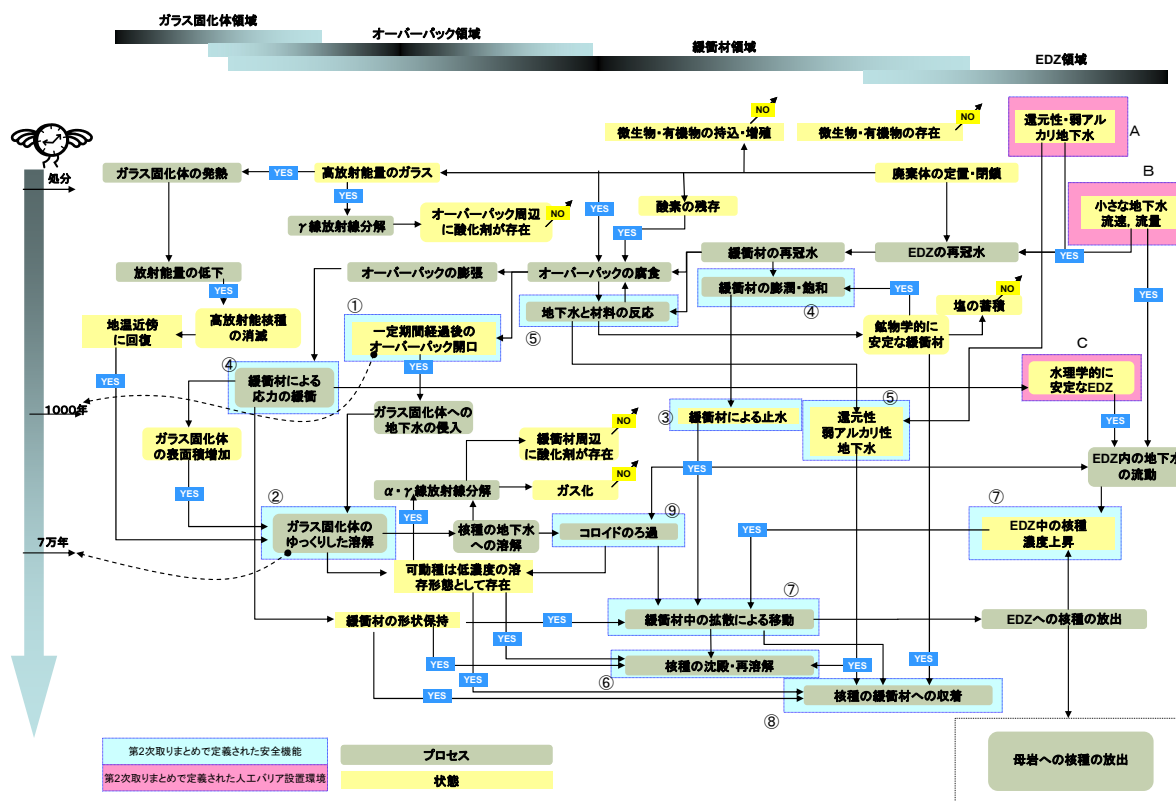 ガラス固化体領域
オーバーパック領域
緩衝材領域
EDZ領域
NO
NO
微生物・有機物の持込・増殖
微生物・有機物の存在
還元性・弱アル
カリ地下水
A
処分
ガラス固化体の発熱
YES
高放射能量のガラス
廃棄体の定置・閉鎖
B
YES
γ線放射線分解
オーバーパック周辺
に酸化剤が存在
NO
YES
酸素の残存
YES
小さな地下水
流速，流量
YES
YES
放射能量の低下
オーバーパックの膨張
オーバーパックの腐食
緩衝材の再冠水
EDZの再冠水
YES
緩衝材の膨潤・飽和
YES
④
NO
塩の蓄積
地温近傍
に回復
YES
高放射能核種
の消滅
①
一定期間経過後の
オーバーパック開口
地下水と材料の反応
⑤
鉱物学的に
安定な緩衝材
YES
YES
④
緩衝材による
応力の緩衝
C
水理学的に
安定なEDZ
1000年
ガラス固化体への
地下水の侵入
③
緩衝材による止水
⑤
還元性
弱アルカリ性
地下水
YES
ガラス固化体
の表面積増加
NO
緩衝材周辺
に酸化剤が存在
YES
EDZ内の地下水
の流動
YES
②
α・γ線放射線分解
ガス化
NO
YES
⑨
⑦
7万年
YES
ガラス固化体の
ゆっくりした溶解
核種の地下水
への溶解
コロイドのろ過
YES
EDZ中の核種
濃度上昇
可動種は低濃度の溶
存形態として存在
⑦
緩衝材の形状保持
YES
緩衝材中の拡散による移動
EDZへの核種の放出
YES
YES
YES
YES
YES
核種の沈殿・再溶解
⑥
YES
核種の緩衝材への収着
⑧
第2次取りまとめで定義された安全機能
プロセス
第2次取りまとめで定義された人工バリア設置環境
状態
母岩への核種の放出